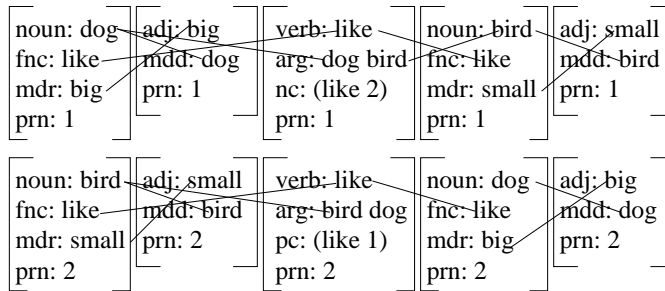 noun: dog
fnc: like
mdr: big
prn: 1
adj: big
mdd: dog
prn: 1
verb: like
arg: dog bird
nc: (like 2)
prn: 1
noun: bird
fnc: like
mdr: small
prn: 1
adj: small
mdd: bird
prn: 1
noun: bird
fnc: like
mdr: small
prn: 2
adj: small
mdd: bird
prn: 2
verb: like
arg: bird dog
pc: (like 1)
prn: 2
noun: dog
fnc: like
mdr: big
prn: 2
adj: big
mdd: dog
prn: 2